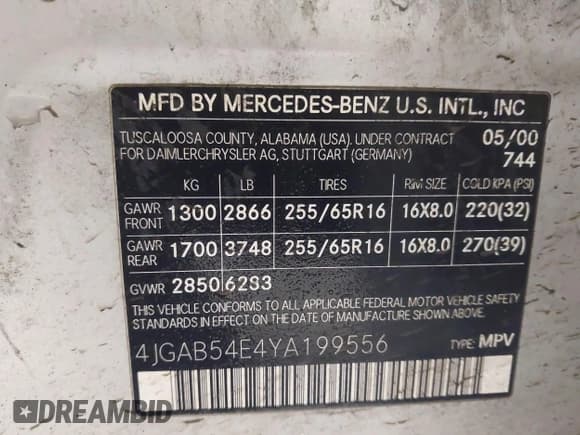 MFD BY MERCEDES-BENZ U.S. INTL., INC
TUSCALOOSA COUNTY, ALABAMA (USA). UNDER CONTRACT 05/00
FOR DAIMLERCHRYSLER AG, STUTTGART (GERMANY) 744
KG LB TIRES RIM SIZE COLD KPA (PSI)
GAWR FRONT 1300 2866 255/65R16 16X8.0 220(32)
GAWR REAR 1700 3748 255/65R16 16X8.0 270(39)
GVWR 2850 6283
THIS VEHICLE CONFORMS TO ALL APPLICABLE FEDERAL MOTOR VEHICLE SAFETY
STANDARDS IN EFFECT ON THE DATE OF MANUFACTURE SHOWN ABOVE.
4JGAB54E4YA199556 TYPE: MPV
DREAMBID